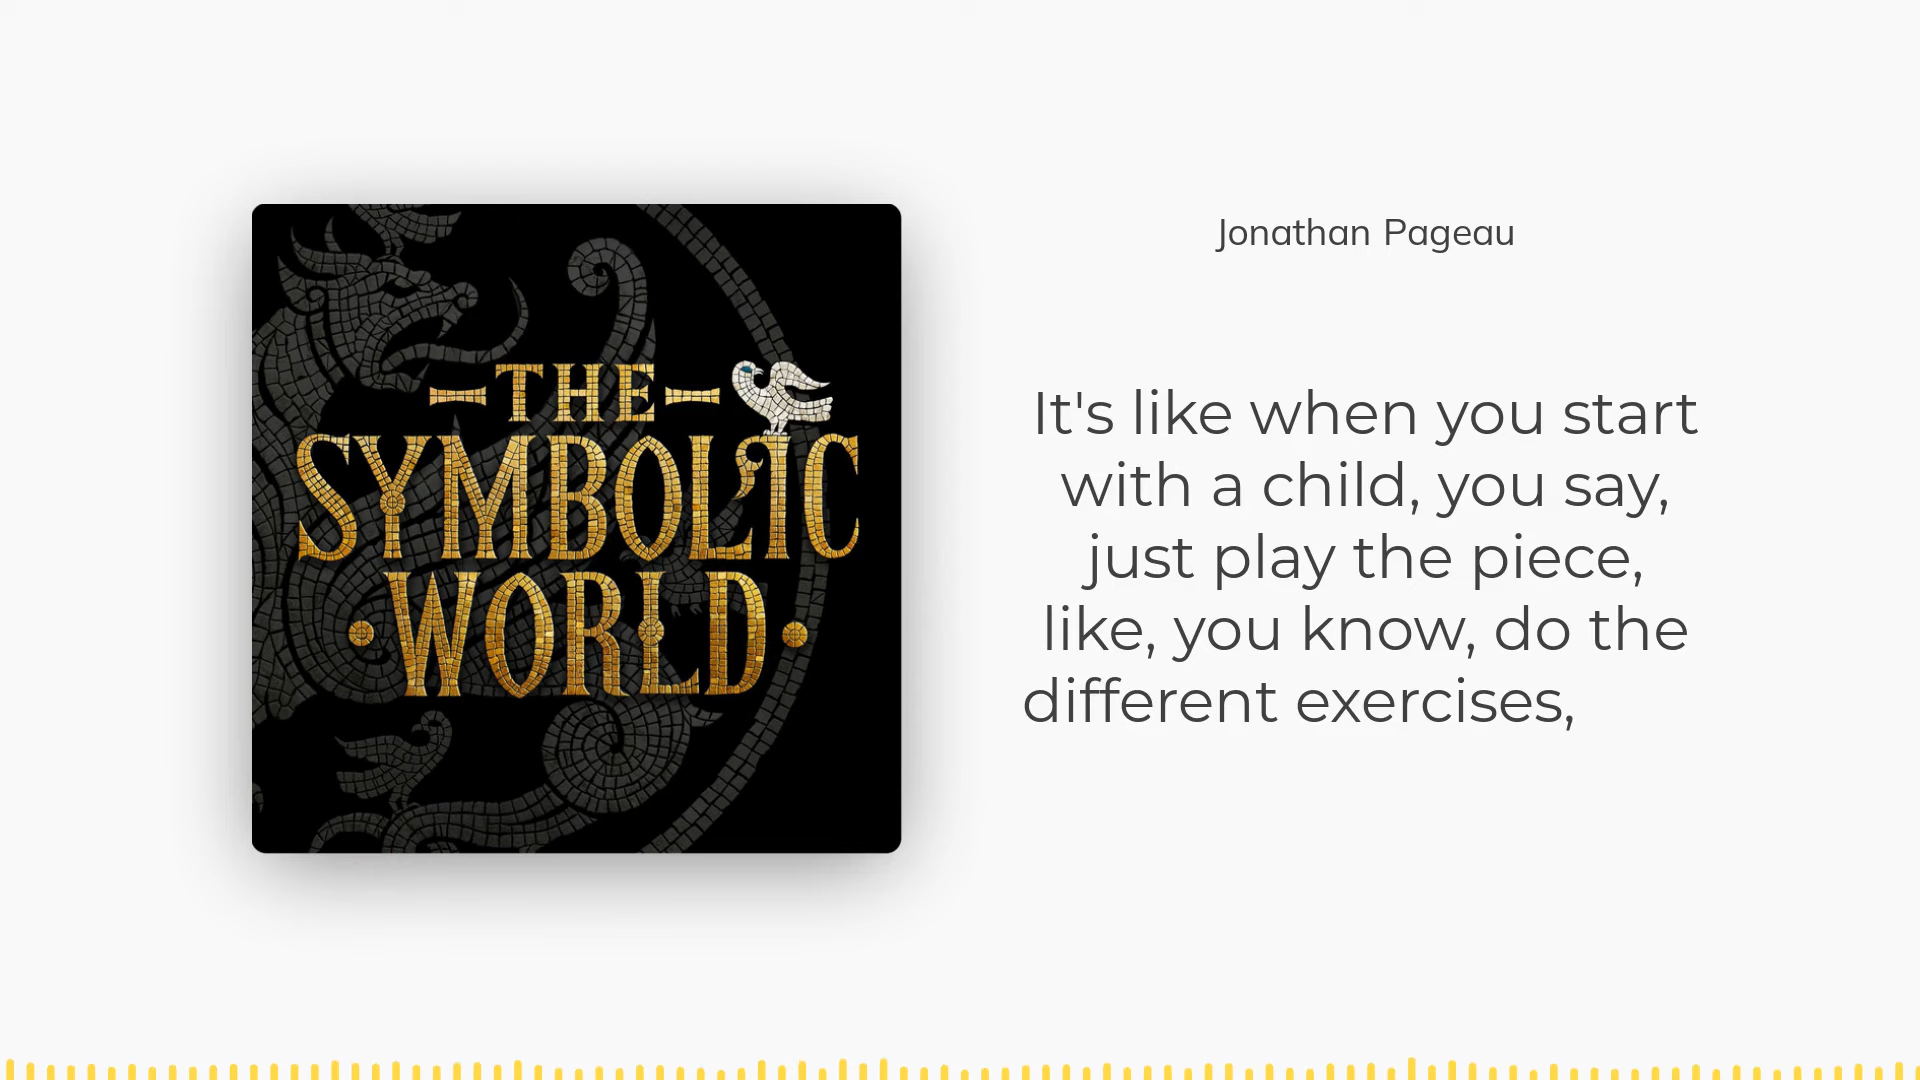 THE
SYMBOLIC
WORLD
Jonathan Pageau
It's like when you start
with a child, you say,
just play the piece,
like, you know, do the
different exercises,